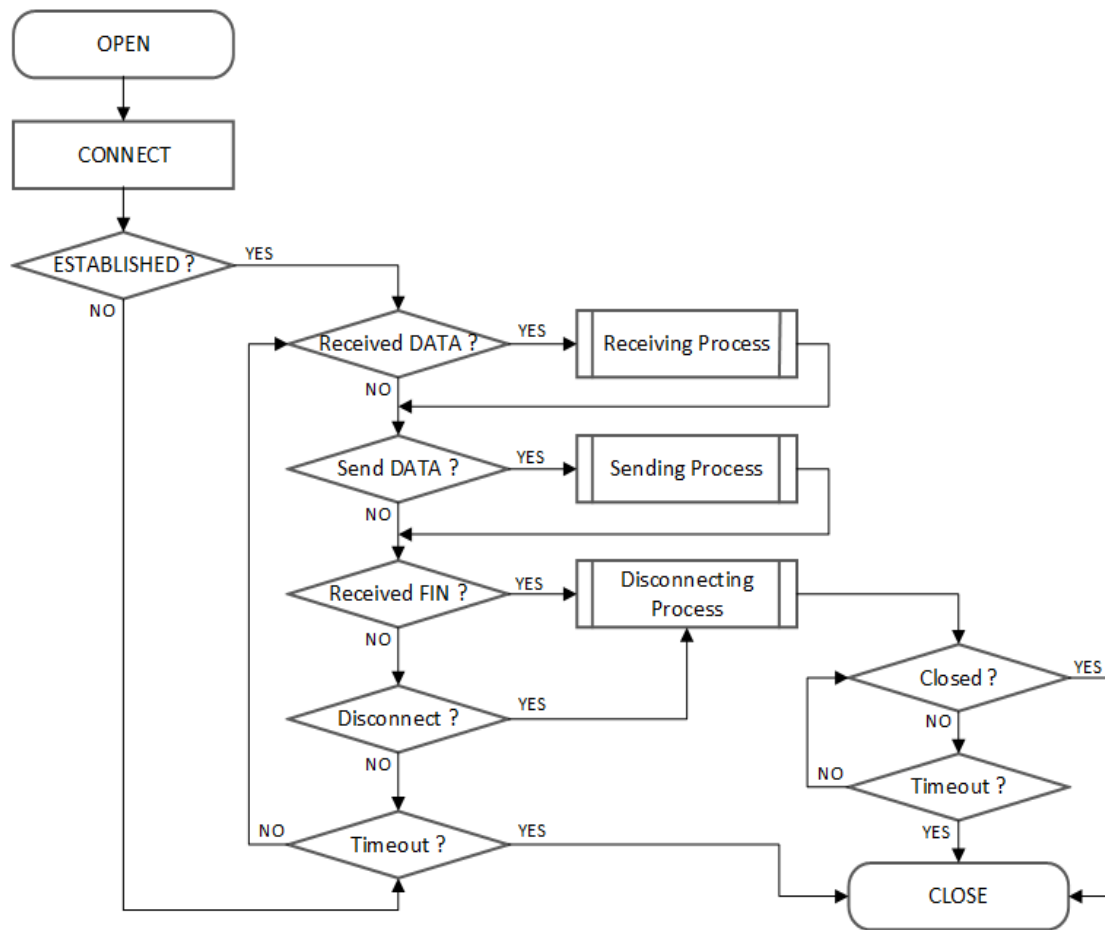 OPEN
CONNECT
ESTABLISHED ?
YES
NO
Received DATA ?
YES
Receiving Process
NO
Send DATA ?
YES
Sending Process
NO
Received FIN ?
YES
Disconnecting
Process
NO
Closed ?
YES
NO
Disconnect ?
YES
NO
Timeout ?
NO
YES
Timeout ?
NO
YES
CLOSE